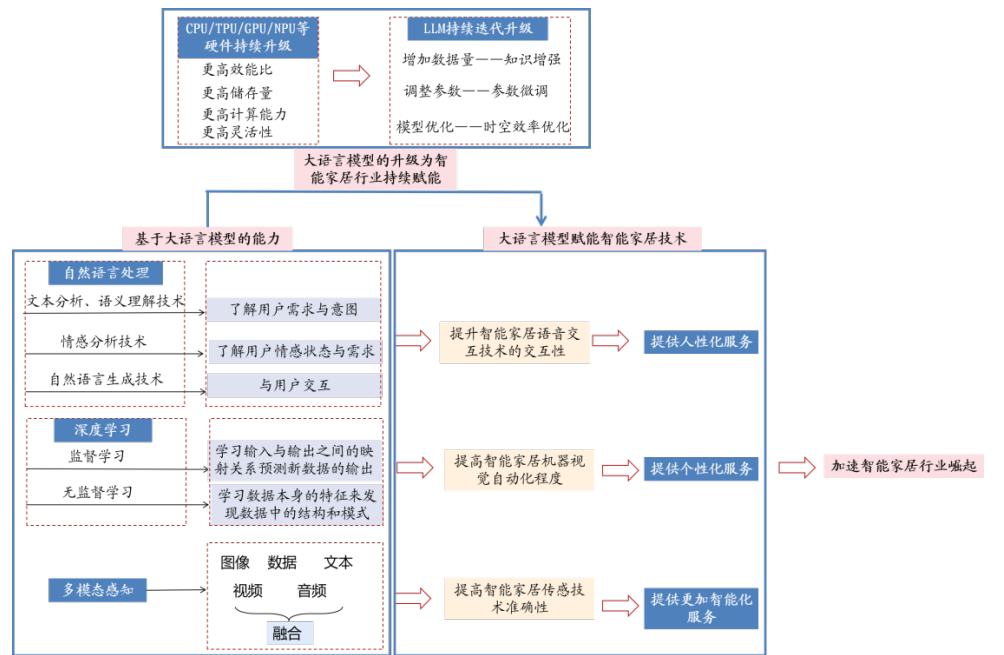 CPU/TPU/GPU/NPU等
硬件持续升级
更高效能比
更高储存量
更高计算能力
更高灵活性
LLM持续迭代升级
增加数据量——知识增强
调整参数——参数微调
模型优化——时空效率优化
大语言模型的升级为智
能家居行业持续赋能
基于大语言模型的能力
自然语言处理
文本分析、语义理解技术
了解用户需求与意图
情感分析技术
了解用户情感状态与需求
自然语言生成技术
与用户交互
深度学习
监督学习
学习输入与输出之间的映
射关系预测新数据的输出
无监督学习
学习数据本身的特征来发
现数据中的结构和模式
多模态感知
图像 数据 文本
视频 音频
融合
大语言模型赋能智能家居技术
提升智能家居语音交
互技术的交互性
提供人性化服务
提高智能家居机器视
觉自动化程度
提供个性化服务
提高智能家居传感技
术准确性
提供更加智能化
服务
加速智能家居行业崛起